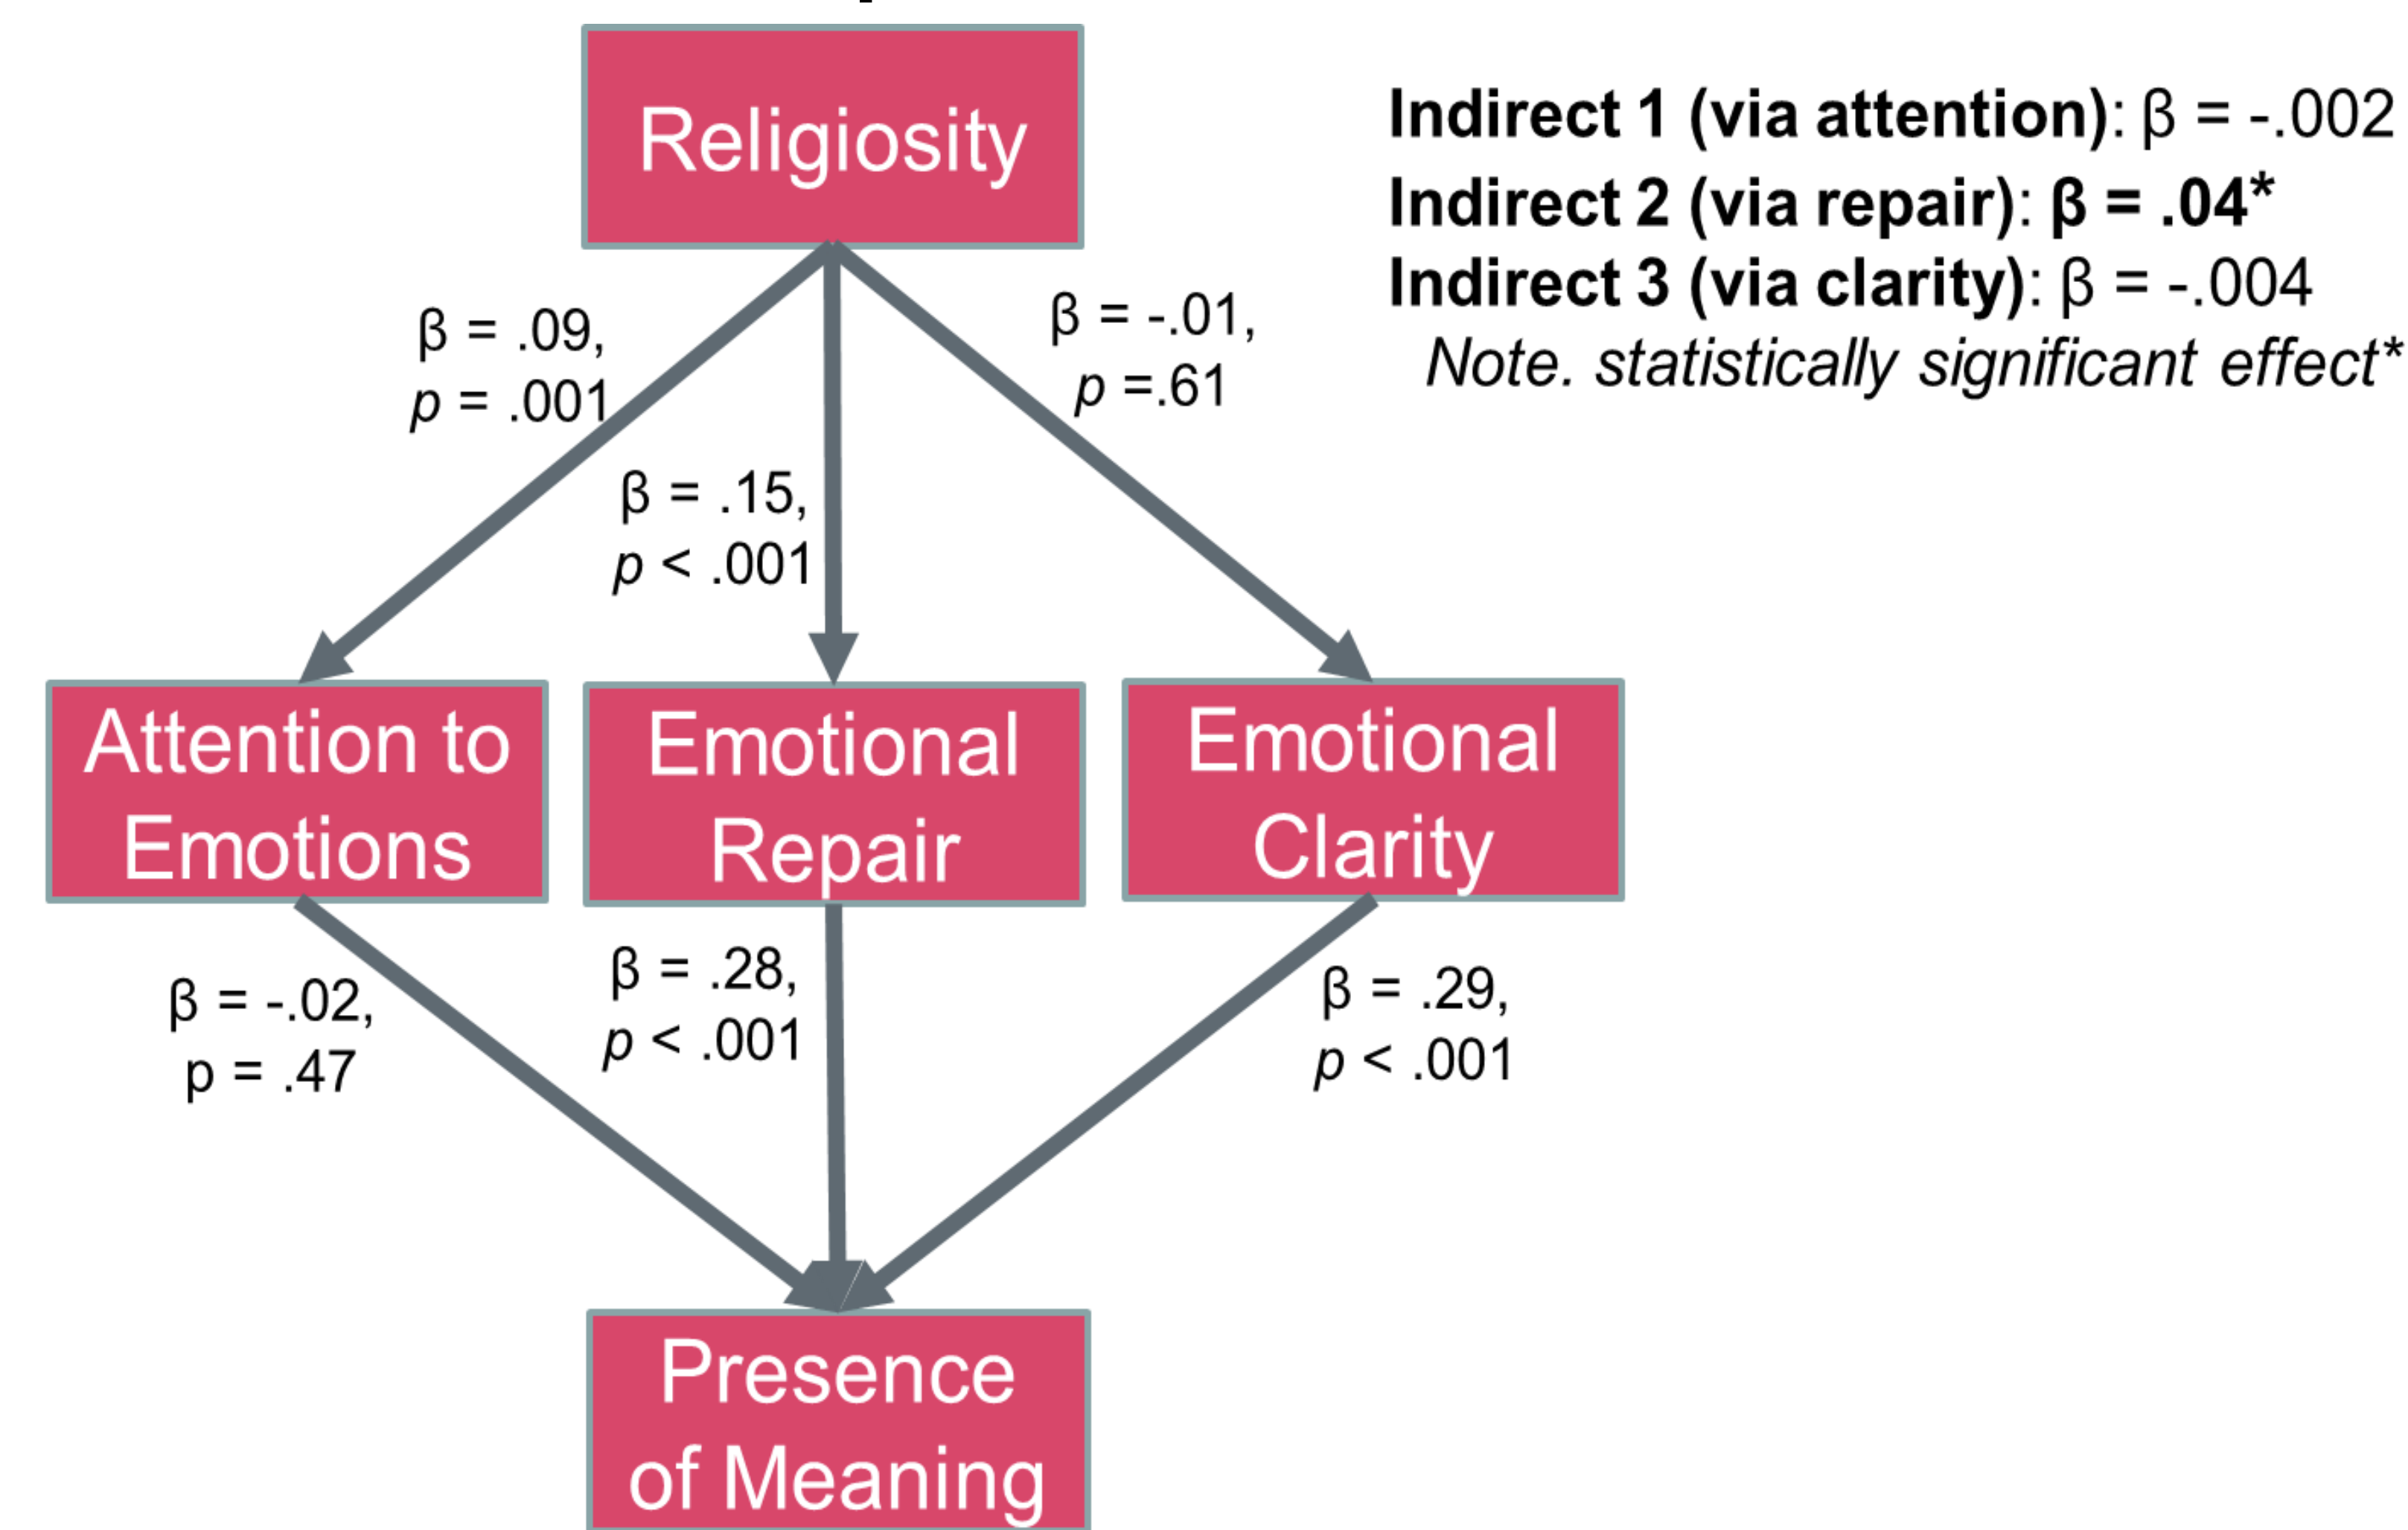 Religiosity
Indirect 1 (via attention): β = -.002
Indirect 2 (via repair): β = .04*
Indirect 3 (via clarity): β = -.004
Note. statistically significant effect*
β = .09,
p = .001
β = -.01,
p =.61
β = .15,
p < .001
Attention to
Emotions
Emotional
Repair
Emotional
Clarity
β = -.02,
p = .47
β = .28,
p < .001
β = .29,
p < .001
Presence
of Meaning